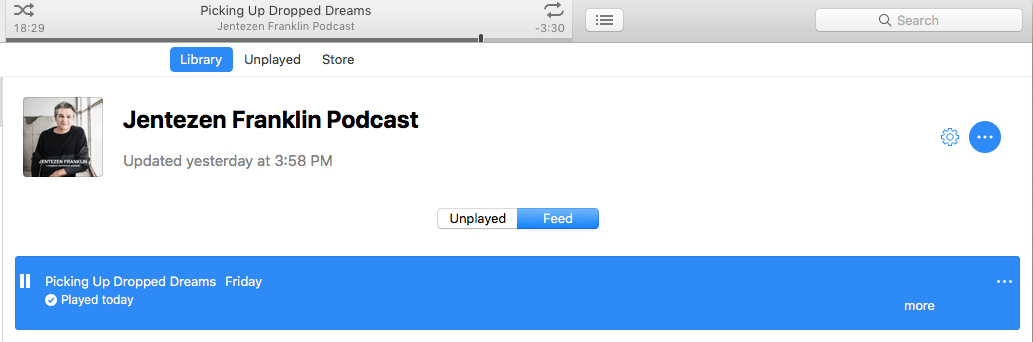 Picking Up Dropped Dreams
18:29 Jentezen Franklin Podcast -3:30
Search
Library Unplayed Store
JENTEZEN FRANKLIN
Jentezen Franklin Podcast
Updated yesterday at 3:58 PM
Unplayed Feed
Picking Up Dropped Dreams Friday
Played today
more